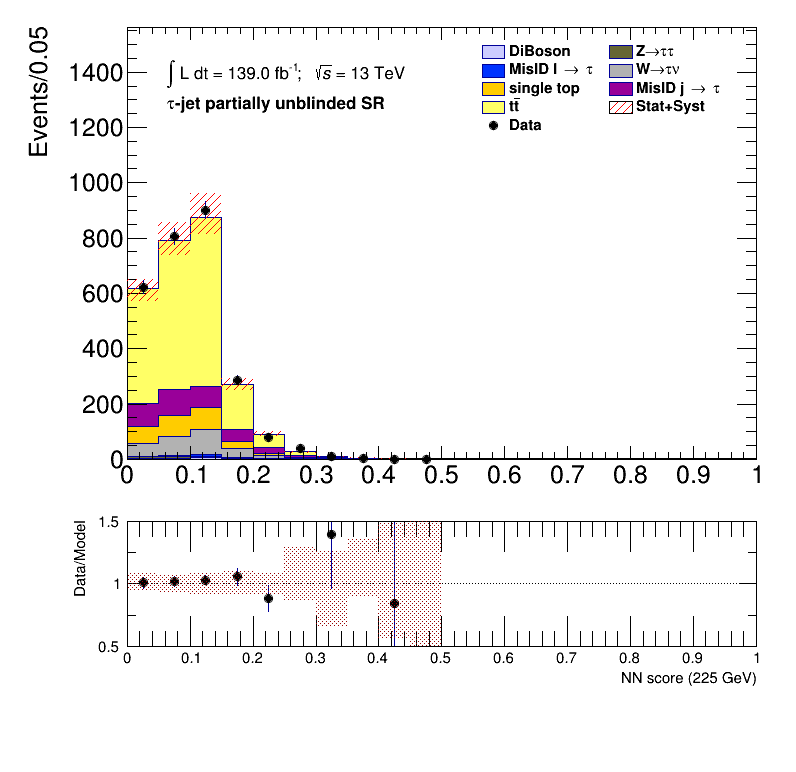 Events/0.05
1400
1200
1000
800
600
400
200
0
∫ L dt = 139.0 fb⁻¹; √s = 13 TeV
τ-jet partially unblinded SR
DiBoson
MisID l → τ
single top
tt̄
Data
Z→ττ
W→τν
MisID j → τ
Stat+Syst
0 0.1 0.2 0.3 0.4 0.5 0.6 0.7 0.8 0.9 1
Data/Model
1.5
1
0.5
0 0.1 0.2 0.3 0.4 0.5 0.6 0.7 0.8 0.9 1
NN score (225 GeV)